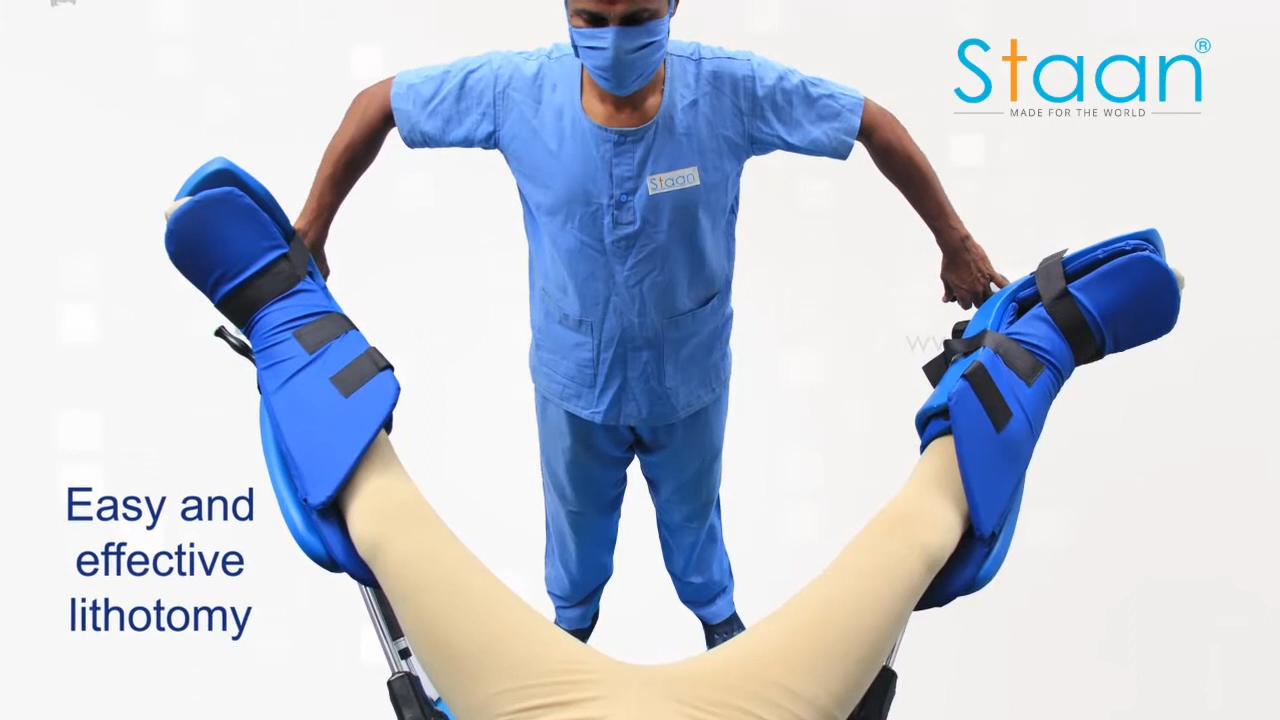 Staan®
MADE FOR THE WORLD
Staan
Easy and
effective
lithotomy